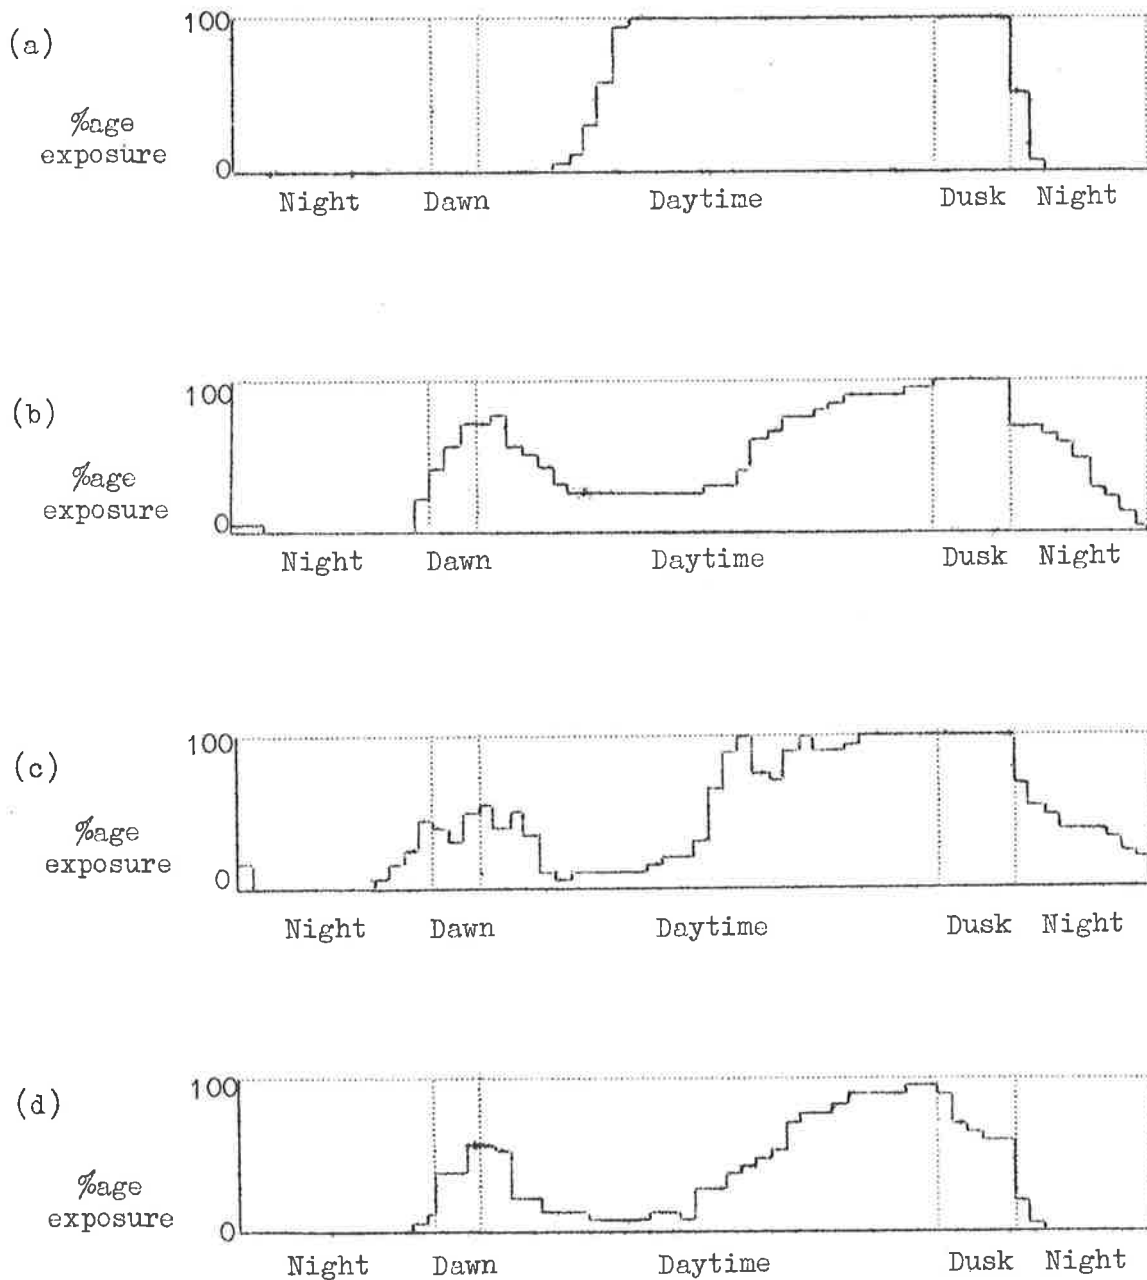 (a)
100
%age
exposure
0
Night Dawn Daytime Dusk Night
(b)
100
%age
exposure
0
Night Dawn Daytime Dusk Night
(c)
100
%age
exposure
0
Night Dawn Daytime Dusk Night
(d)
100
%age
exposure
0
Night Dawn Daytime Dusk Night